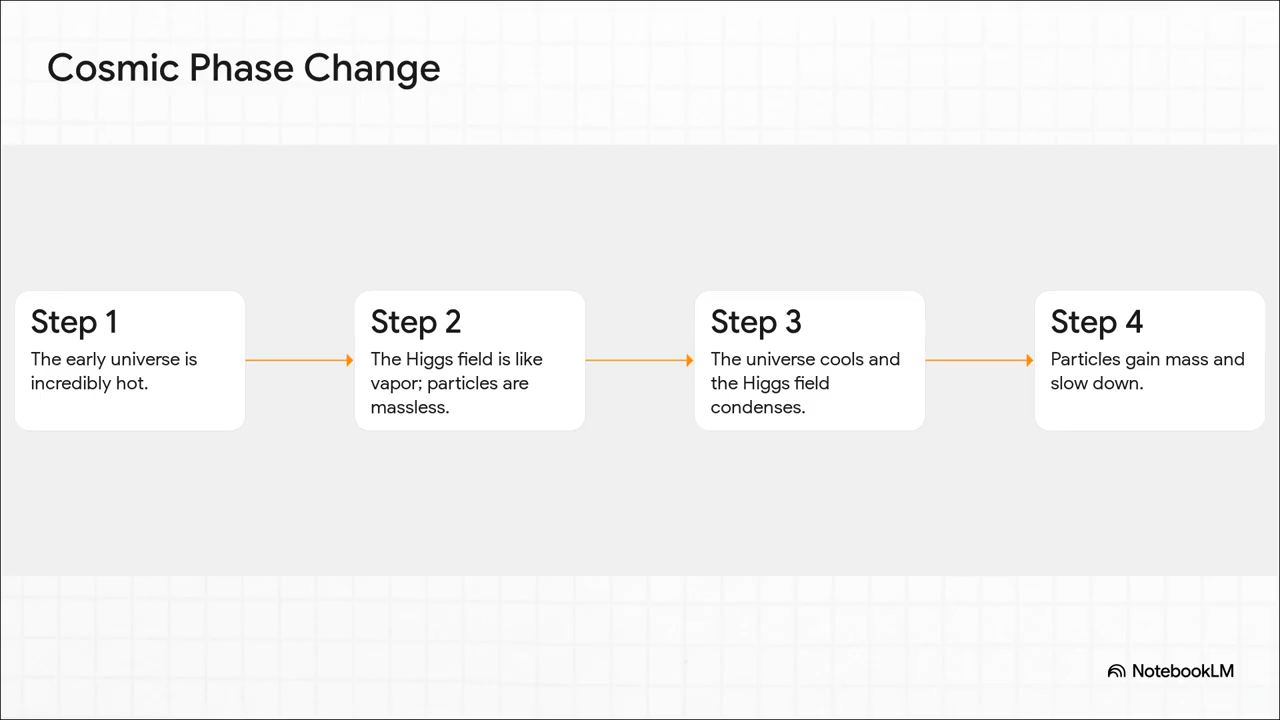 Cosmic Phase Change
Step 1
The early universe is
incredibly hot.
Step 2
The Higgs field is like
vapor; particles are
massless.
Step 3
The universe cools and
the Higgs field
condenses.
Step 4
Particles gain mass and
slow down.
NotebookLM